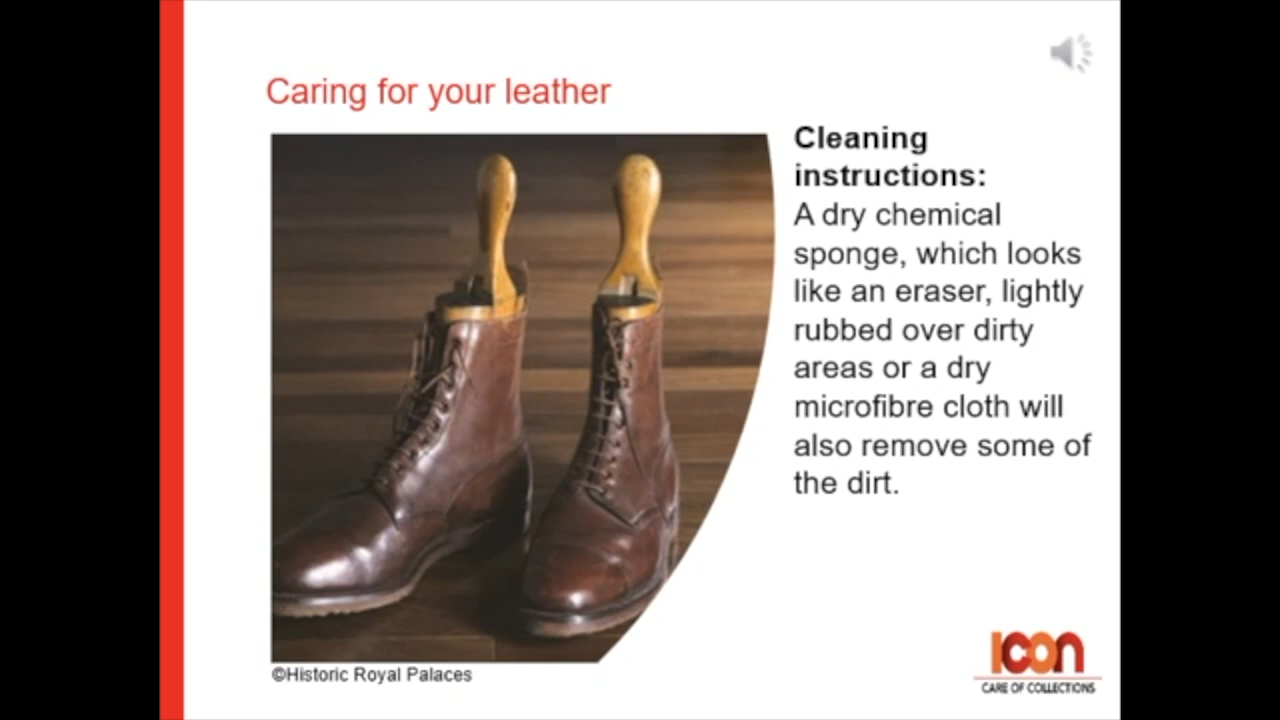 Caring for your leather
Cleaning
instructions:
A dry chemical
sponge, which looks
like an eraser, lightly
rubbed over dirty
areas or a dry
microfibre cloth will
also remove some of
the dirt.
©Historic Royal Palaces
Icon
CARE OF COLLECTIONS